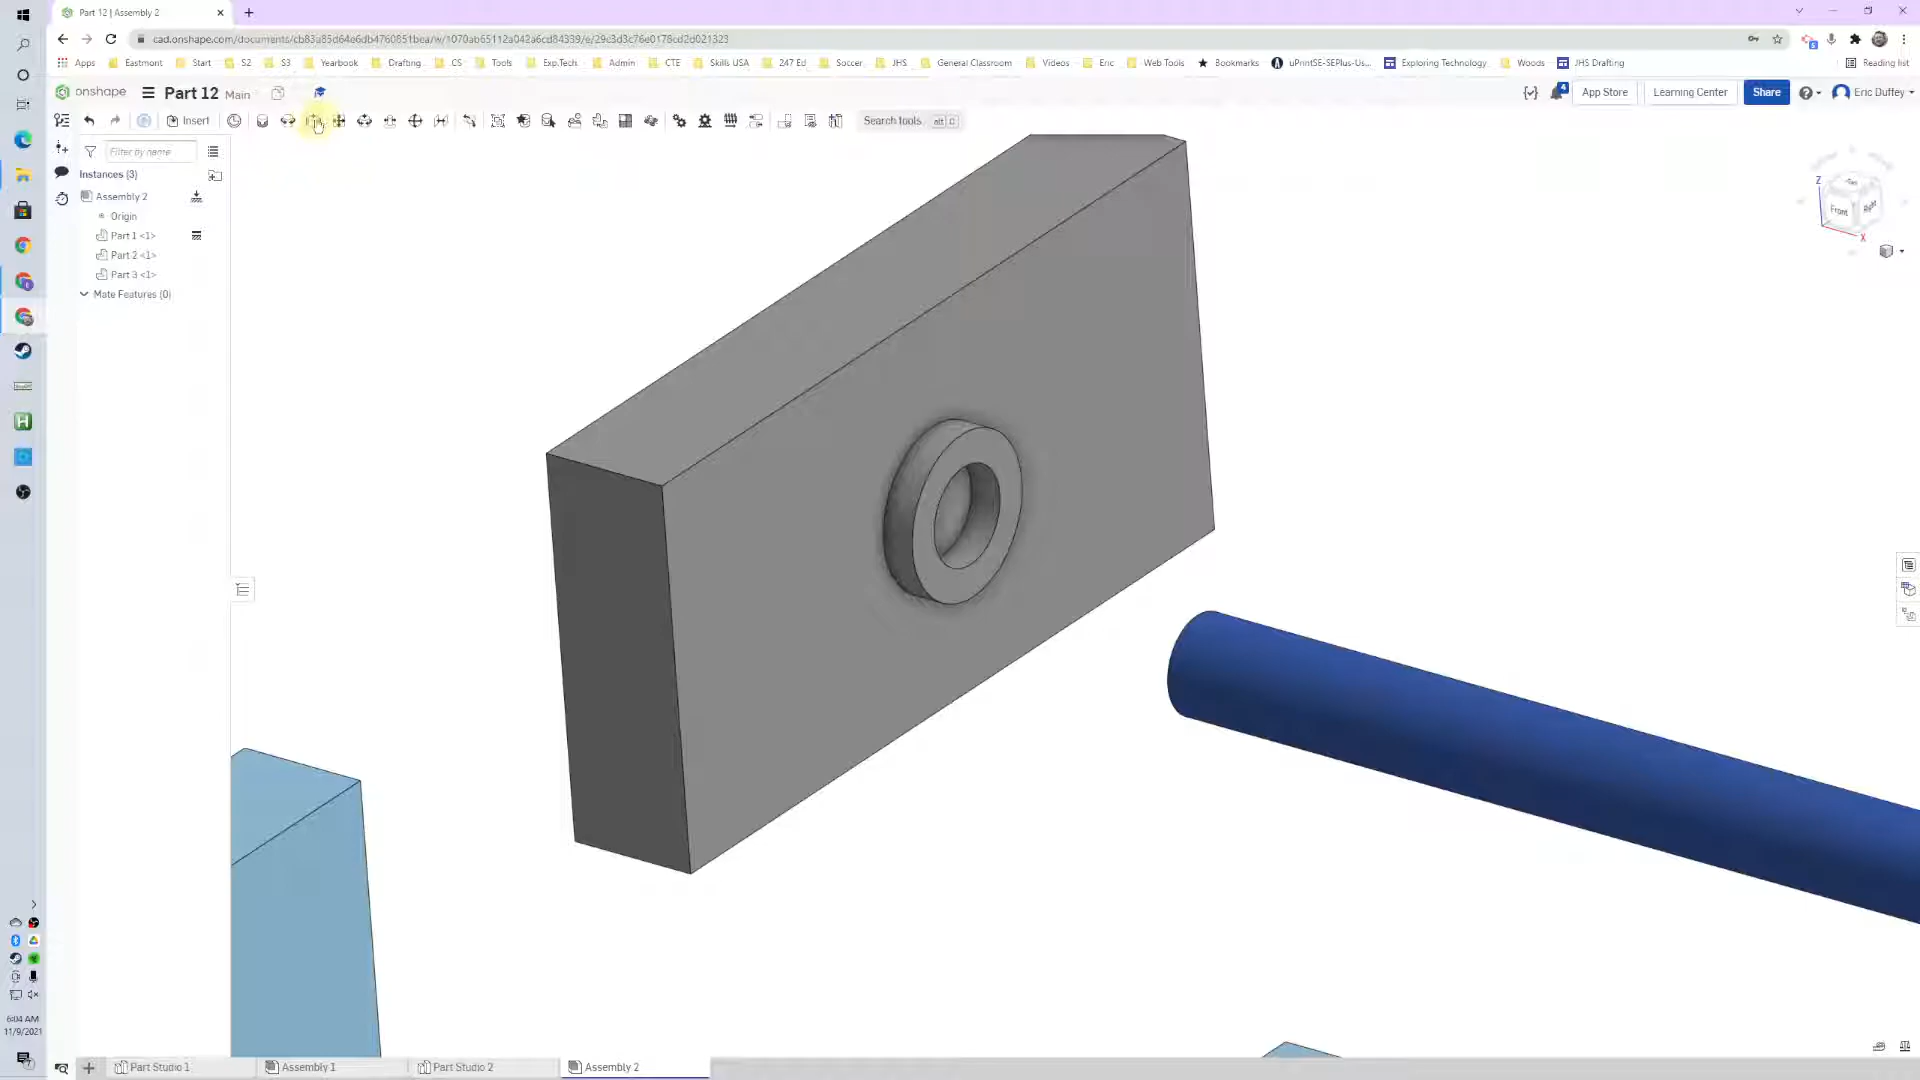 Part 12 | Assembly 2
cad.onshape.com/documents/cb83a85d64e6db4760851bea/w/1070ab65112a042a6cd84339/e/29c3d3c76e0178cd2d021323
Apps Eastmont Start S2 S3 Yearbook Drafting CS Tools Exp.Tech Admin CTE Skills USA 247 Ed Soccer JHS General Classroom Videos Eric Web Tools Bookmarks uPrintSE-SEPlus-Us... Exploring Technology Woods JHS Drafting Reading list
onshape Part 12 Main 4 App Store Learning Center Share Eric Duffey
Insert Search tools alt C
Filter by name
Instances (3)
Assembly 2
Origin
Part 1 <1>
Part 2 <1>
Part 3 <1>
Mate Features (0)
Z
Front Right
X
6:04 AM
11/9/2021
Part Studio 1 Assembly 1 Part Studio 2 Assembly 2